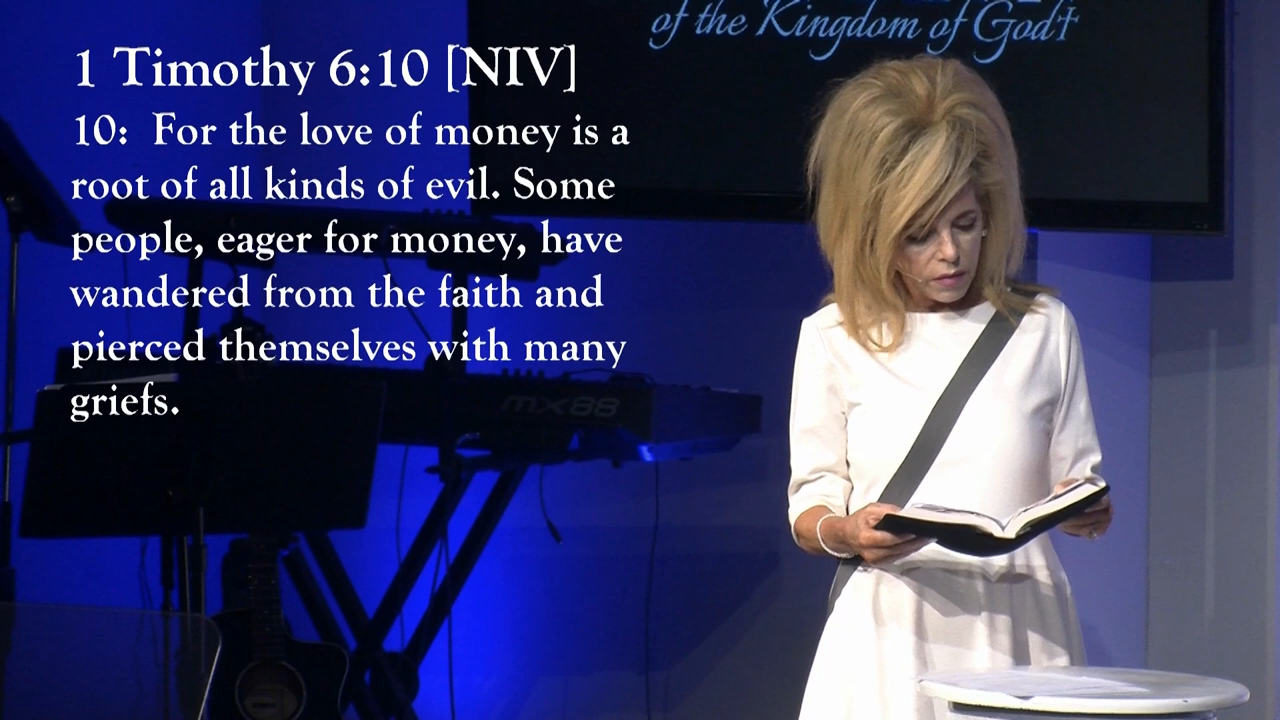 of the Kingdom of God
1 Timothy 6:10 [NIV]
10: For the love of money is a
root of all kinds of evil. Some
people, eager for money, have
wandered from the faith and
pierced themselves with many
griefs.
mx88